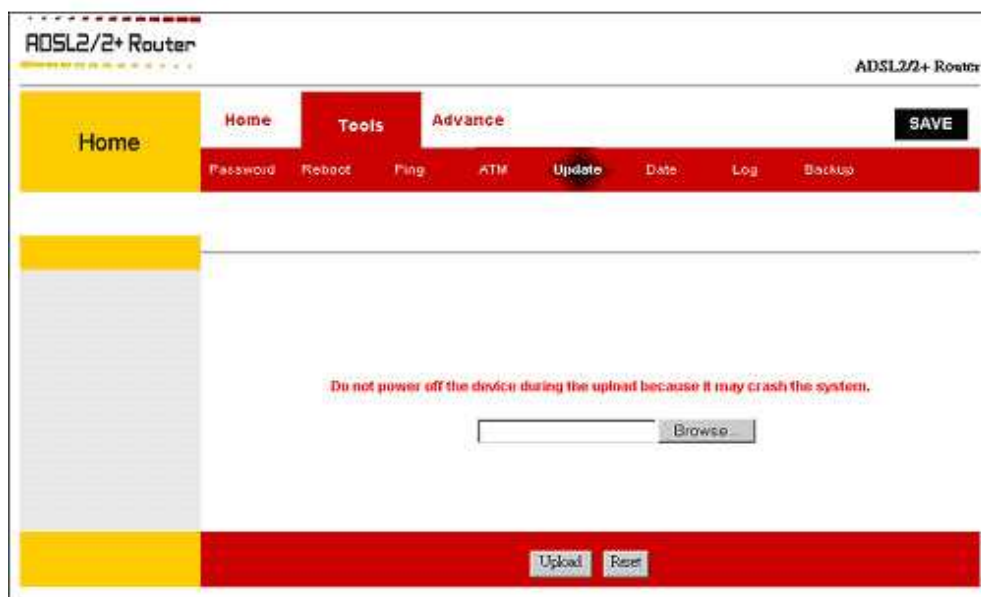 ADSL2/2+ Router
ADSL2/2+ Router
Home
Home Tools Advance
SAVE
Password Reboot Ping ATM Update Date Log Backup
Do not power off the device during the upload because it may crash the system.
Browse...
Upload Reset